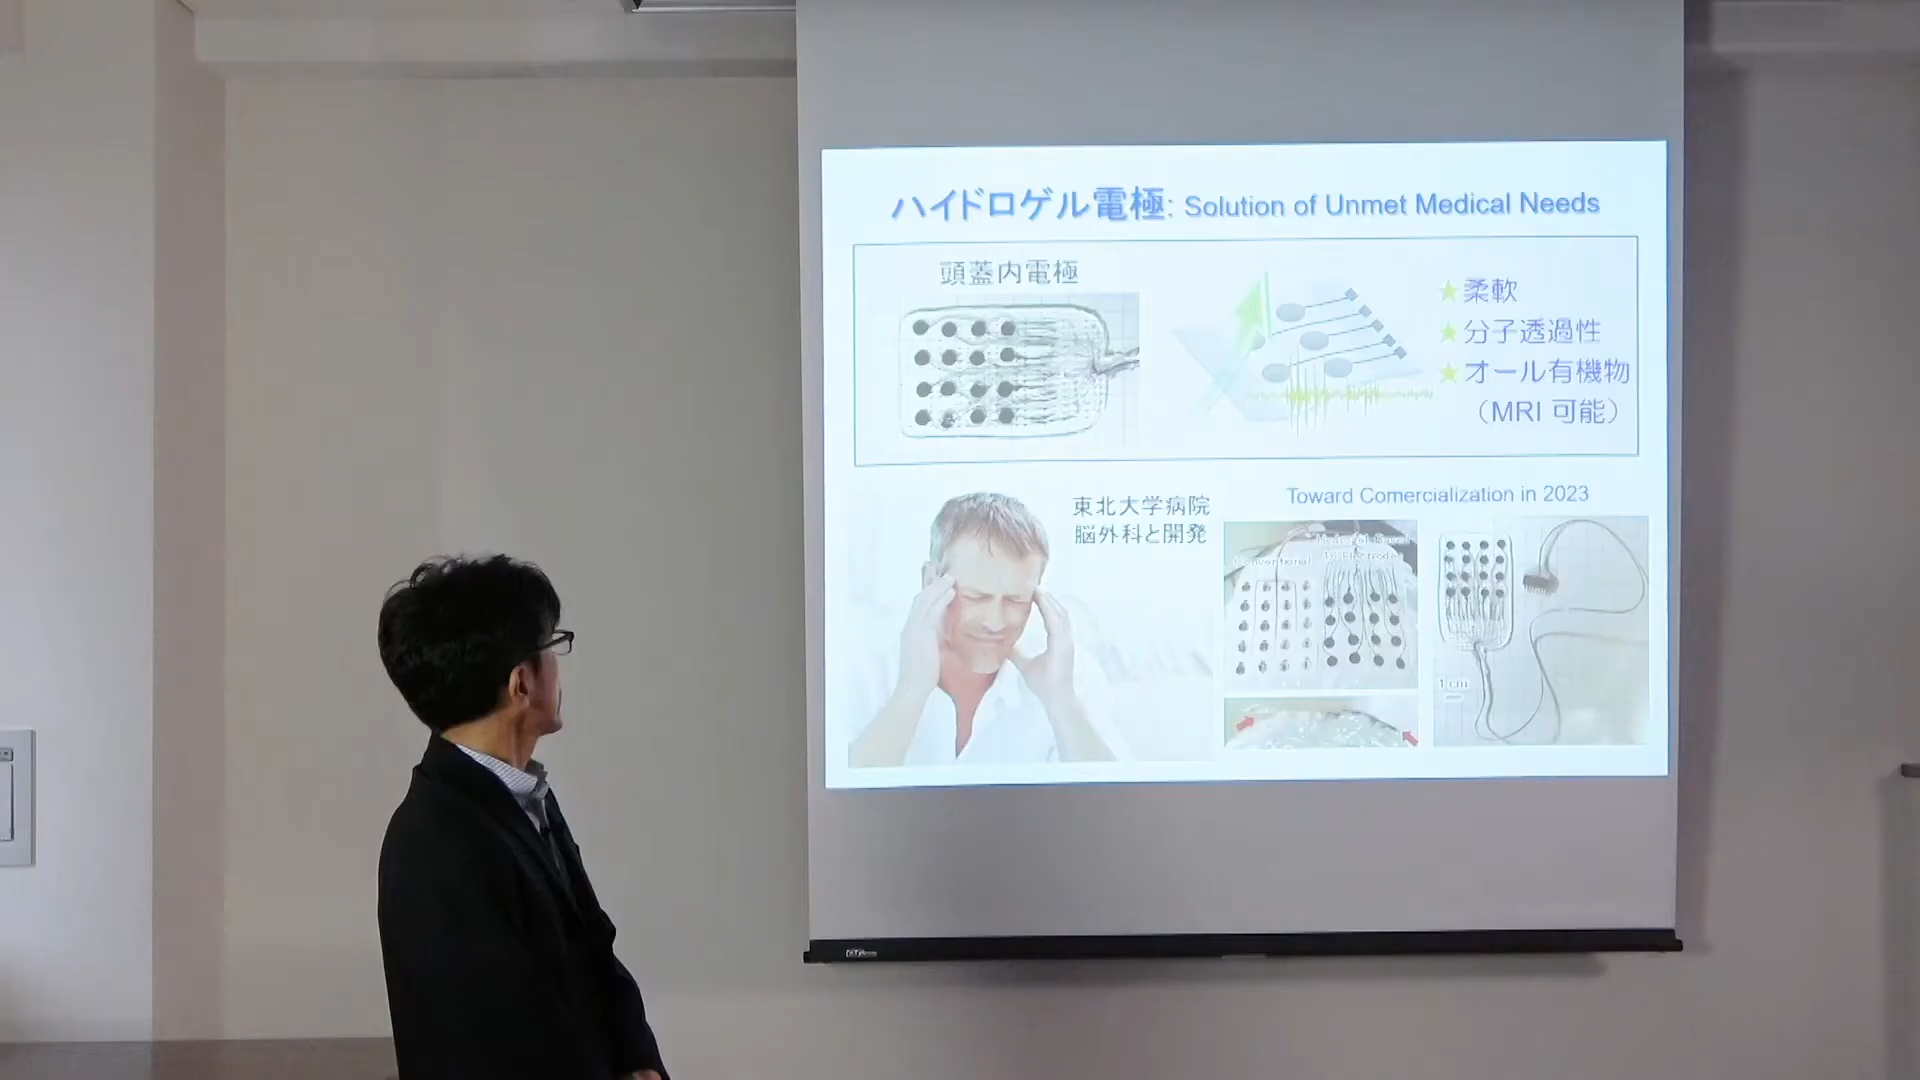 ハイドロゲル電極: Solution of Unmet Medical Needs
頭蓋内電極
柔軟
分子透過性
オール有機物
（MRI 可能）
東北大学病院
脳外科と開発
Toward Comercialization in 2023
Conventional
1 cm